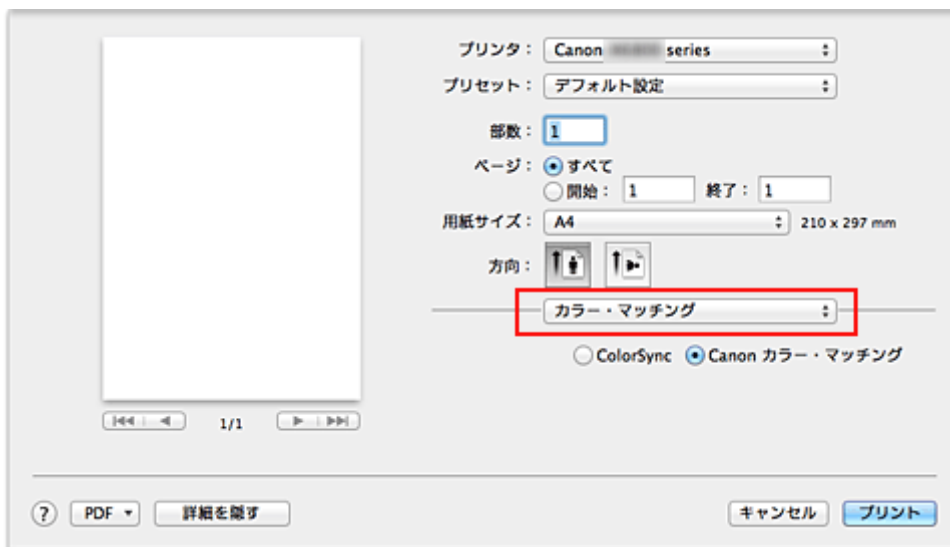 プリンタ： Canon series
プリセット： デフォルト設定
部数： 1
ページ： すべて
開始： 1 終了： 1
用紙サイズ： A4 210 x 297 mm
方向：
カラー・マッチング
ColorSync Canon カラー・マッチング
1/1
? PDF 詳細を隠す キャンセル プリント